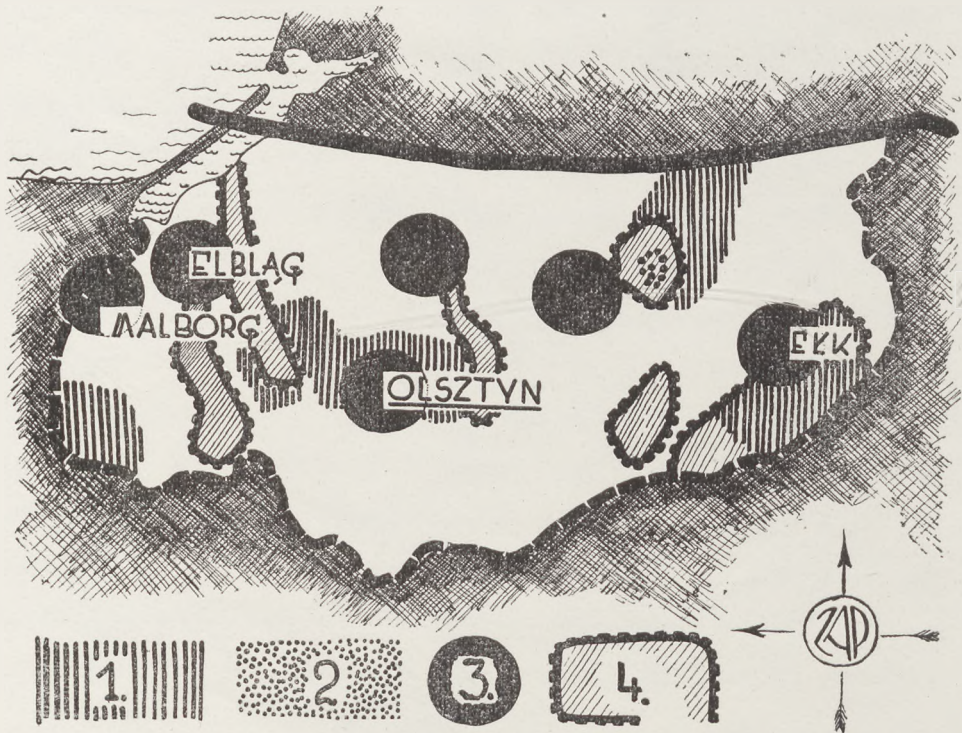 ELBLĄG
MALBORG
OLSZTYN
EŁK
1.
2
3.
4.
ZAP